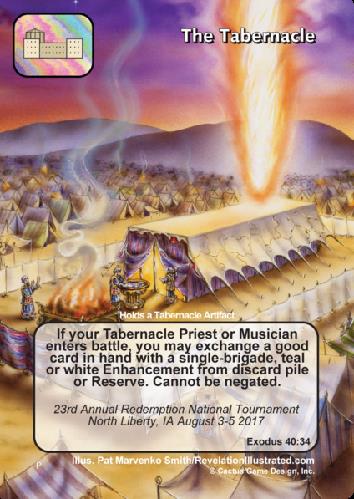 The Tabernacle
Holds a Tabernacle Artifact
If your Tabernacle Priest or Musician
enters battle, you may exchange a good
card in hand with a single-brigade, teal
or white Enhancement from discard pile
or Reserve. Cannot be negated.
23rd Annual Redemption National Tournament
North Liberty, IA August 3-5 2017
Exodus 40:34
P
Illus. Pat Marvenko Smith/RevelationIllustrated.com
© Cactus Game Design, Inc.